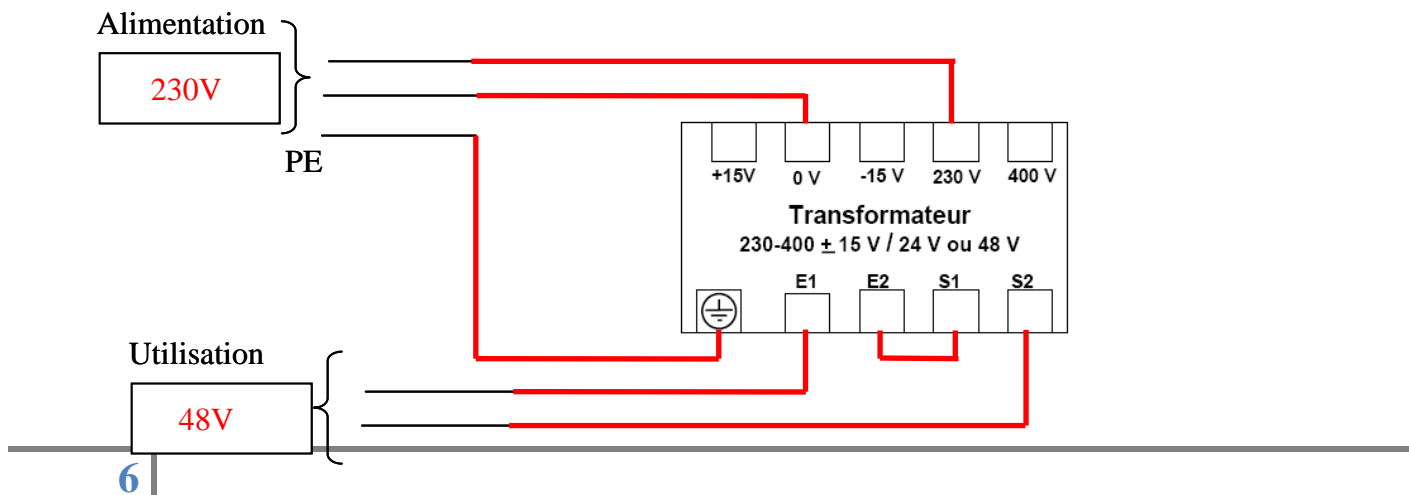 Alimentation
230V
PE
+15V 0 V -15 V 230 V 400 V
Transformateur
230-400 ± 15 V / 24 V ou 48 V
E1 E2 S1 S2
Utilisation
48V
6